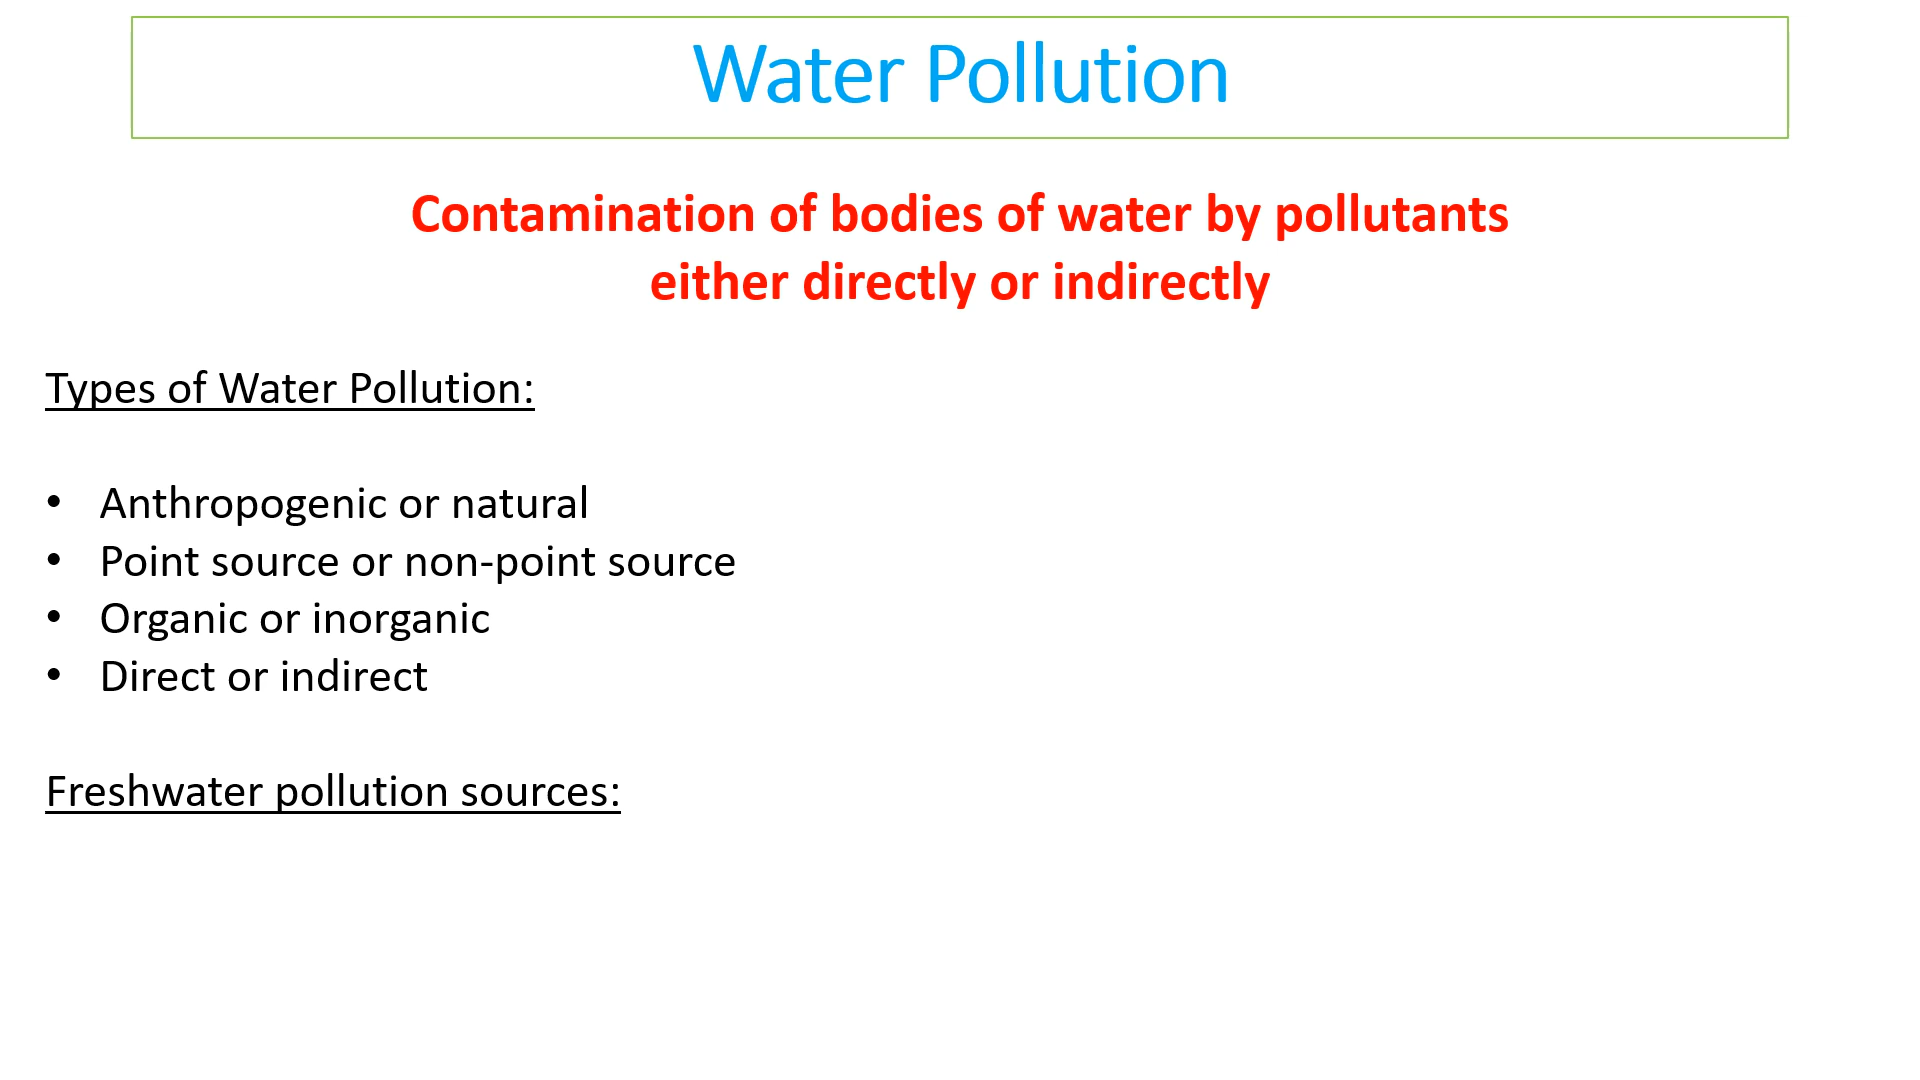 Water Pollution
Contamination of bodies of water by pollutants
either directly or indirectly
Types of Water Pollution:
• Anthropogenic or natural
• Point source or non-point source
• Organic or inorganic
• Direct or indirect
Freshwater pollution sources: